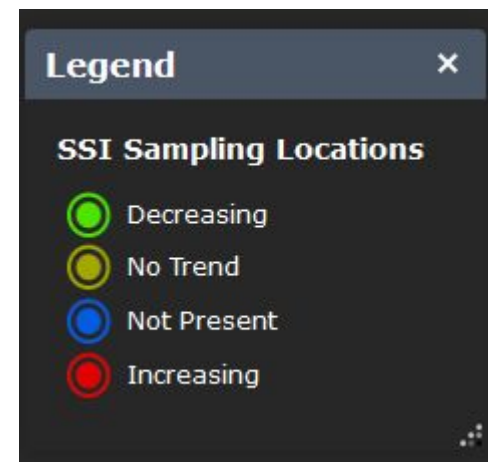 Legend
SSI Sampling Locations
Decreasing
No Trend
Not Present
Increasing